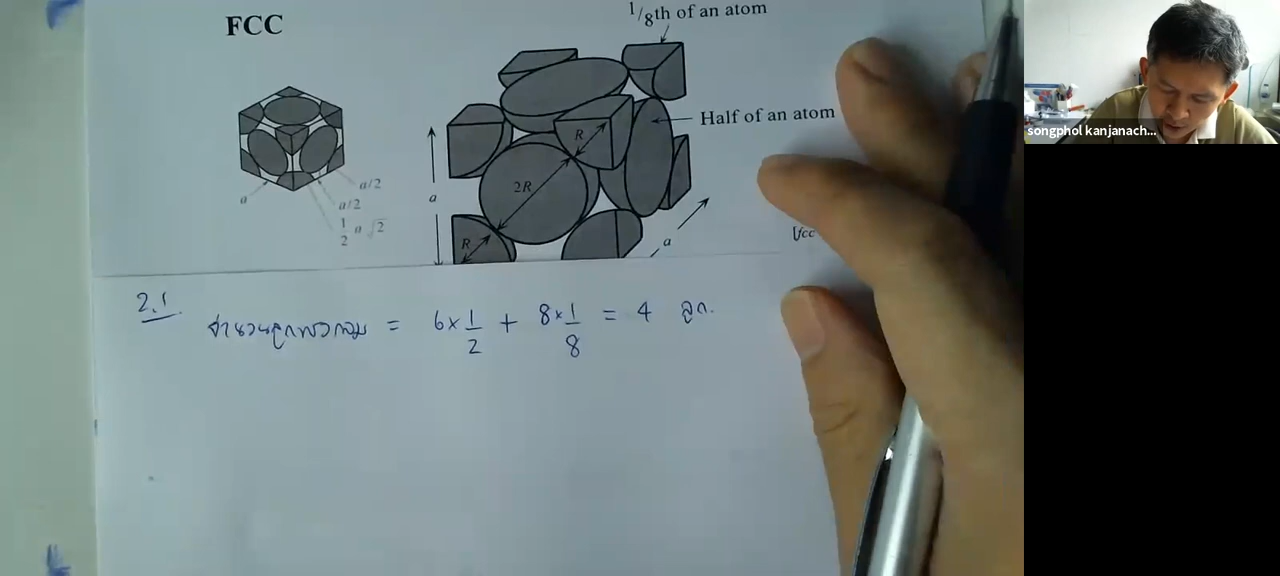 FCC
1/8th of an atom
Half of an atom
R
2R
R
a
a
a
a/2
a/2
1/2 a √2
[fcc
songphol kanjanach...
2.1
จำนวนลูกทรงกลม = 6 × 1/2 + 8 × 1/8 = 4 ลูก.